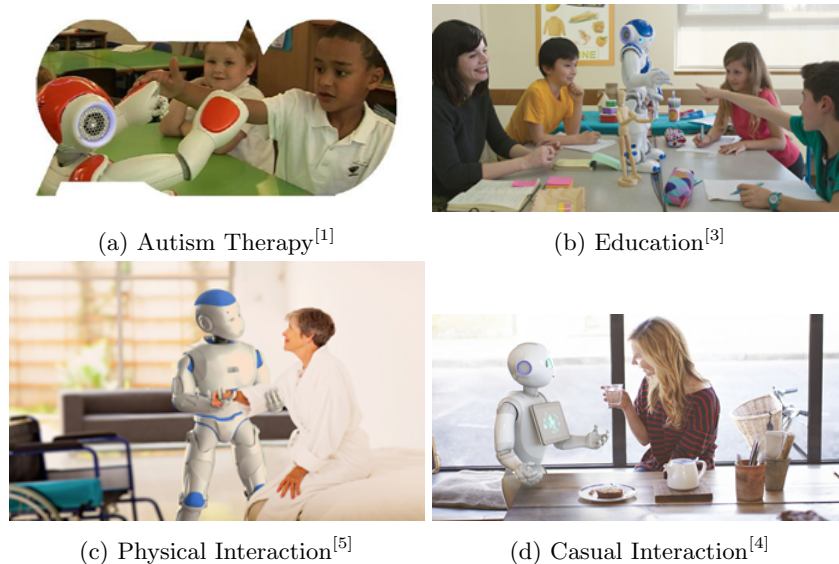 (a) Autism Therapy[1]
(b) Education[3]
(c) Physical Interaction[5]
(d) Casual Interaction[4]